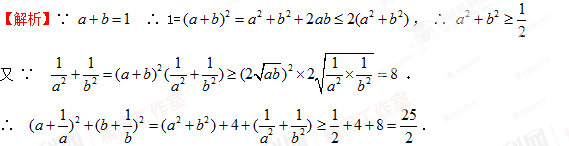 【解析】∵ a+b=1 ∴ 1=(a+b)²=a²+b²+2ab≤2(a²+b²)， ∴ a²+b²≥1/2
又 ∵ 1/a²+1/b²=(a+b)²(1/a²+1/b²)≥(2√ab)²×2√(1/a²×1/b²)=8 .
∴ (a+1/a)²+(b+1/b)²=(a²+b²)+4+(1/a²+1/b²)≥1/2+4+8=25/2 .